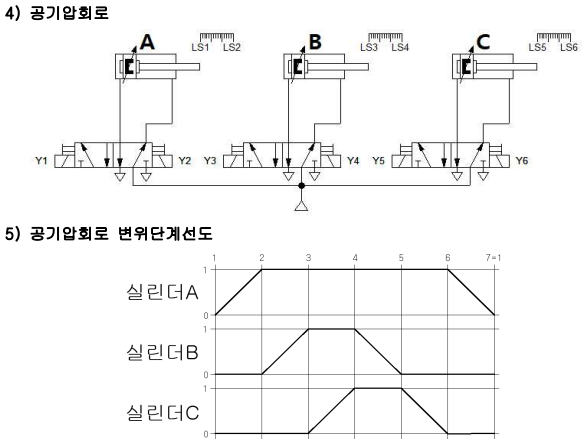 4) 공기압회로
A B C
LS1 LS2 LS3 LS4 LS5 LS6
Y1 Y2 Y3 Y4 Y5 Y6
5) 공기압회로 변위단계선도
1 2 3 4 5 6 7=1
1
실린더A
0
1
실린더B
0
1
실린더C
0